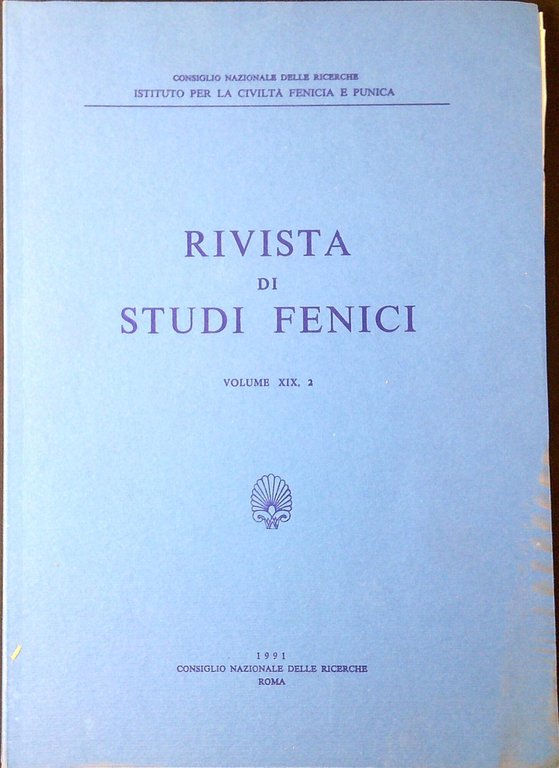 CONSIGLIO NAZIONALE DELLE RICERCHE
ISTITUTO PER LA CIVILTÀ FENICIA E PUNICA
RIVISTA
DI
STUDI FENICI
VOLUME XIX, 2
1991
CONSIGLIO NAZIONALE DELLE RICERCHE
ROMA